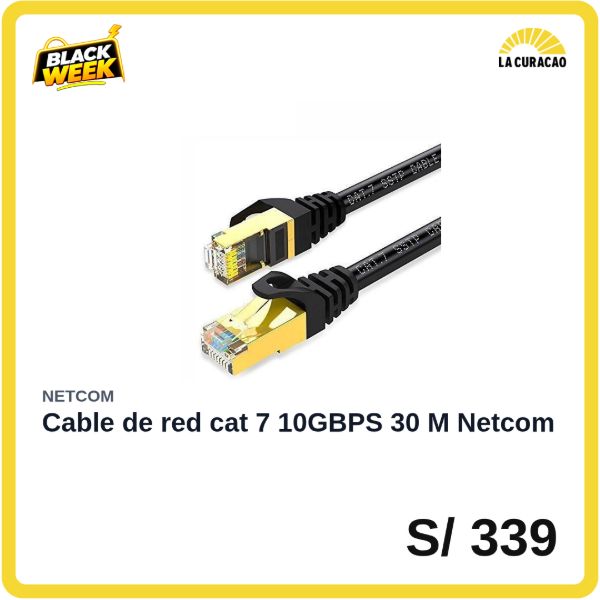 BLACK
WEEK
LA CURACAO
CAT.7 SSTP CABLE
CAT.7 SSTP CA
NETCOM
Cable de red cat 7 10GBPS 30 M Netcom
S/ 339